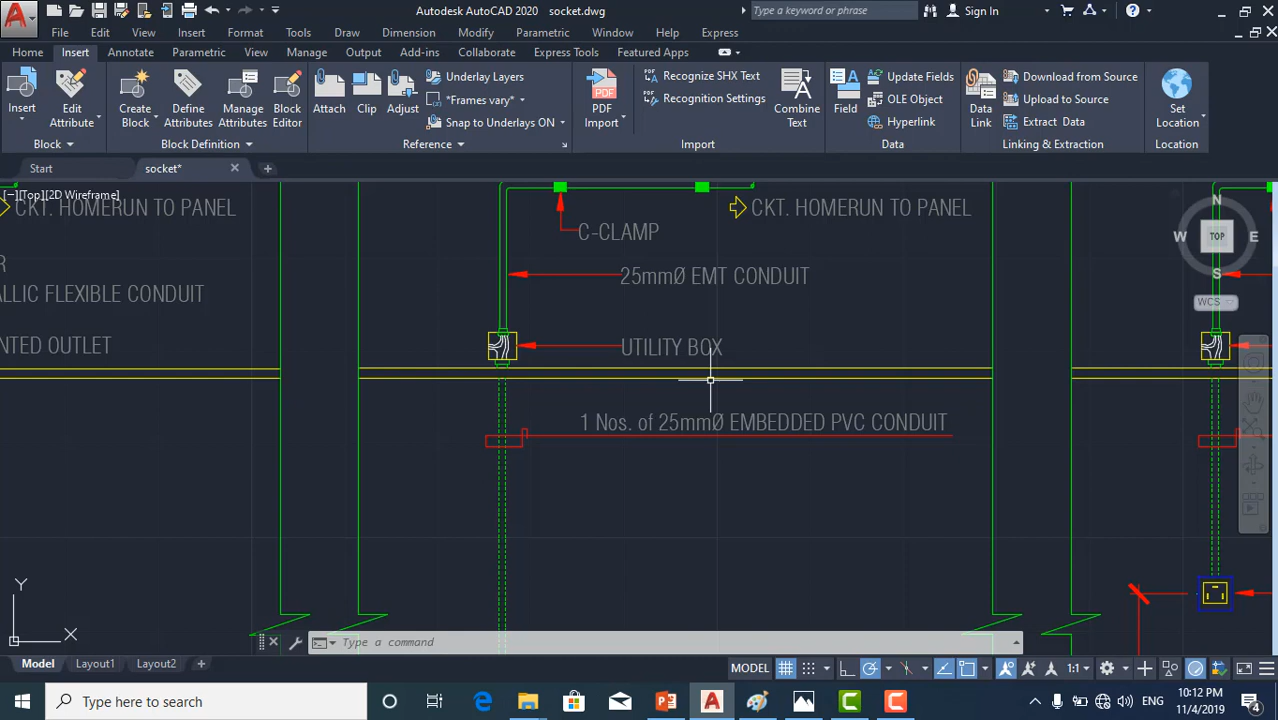 Autodesk AutoCAD 2020 socket.dwg
Type a keyword or phrase
Sign In
File Edit View Insert Format Tools Draw Dimension Modify Parametric Window Help Express
Home Insert Annotate Parametric View Manage Output Add-ins Collaborate Express Tools Featured Apps
Insert
Edit Attribute
Create Block
Define Attributes
Manage Attributes
Block Editor
Attach
Clip
Adjust
Underlay Layers
*Frames vary*
Snap to Underlays ON
PDF Import
Recognize SHX Text
Recognition Settings
Combine Text
Field
Update Fields
OLE Object
Hyperlink
Data Link
Download from Source
Upload to Source
Extract Data
Set Location
Block
Block Definition
Reference
Import
Data
Linking & Extraction
Location
Start
socket*
[−][Top][2D Wireframe]
CKT. HOMERUN TO PANEL
C-CLAMP
CKT. HOMERUN TO PANEL
N
W TOP E
S
WCS
R
25mmØ EMT CONDUIT
ALLIC FLEXIBLE CONDUIT
NTED OUTLET
UTILITY BOX
1 Nos. of 25mmØ EMBEDDED PVC CONDUIT
Y
X
Type a command
Model Layout1 Layout2
MODEL
1:1
Type here to search
ENG
10:12 PM
11/4/2019
4